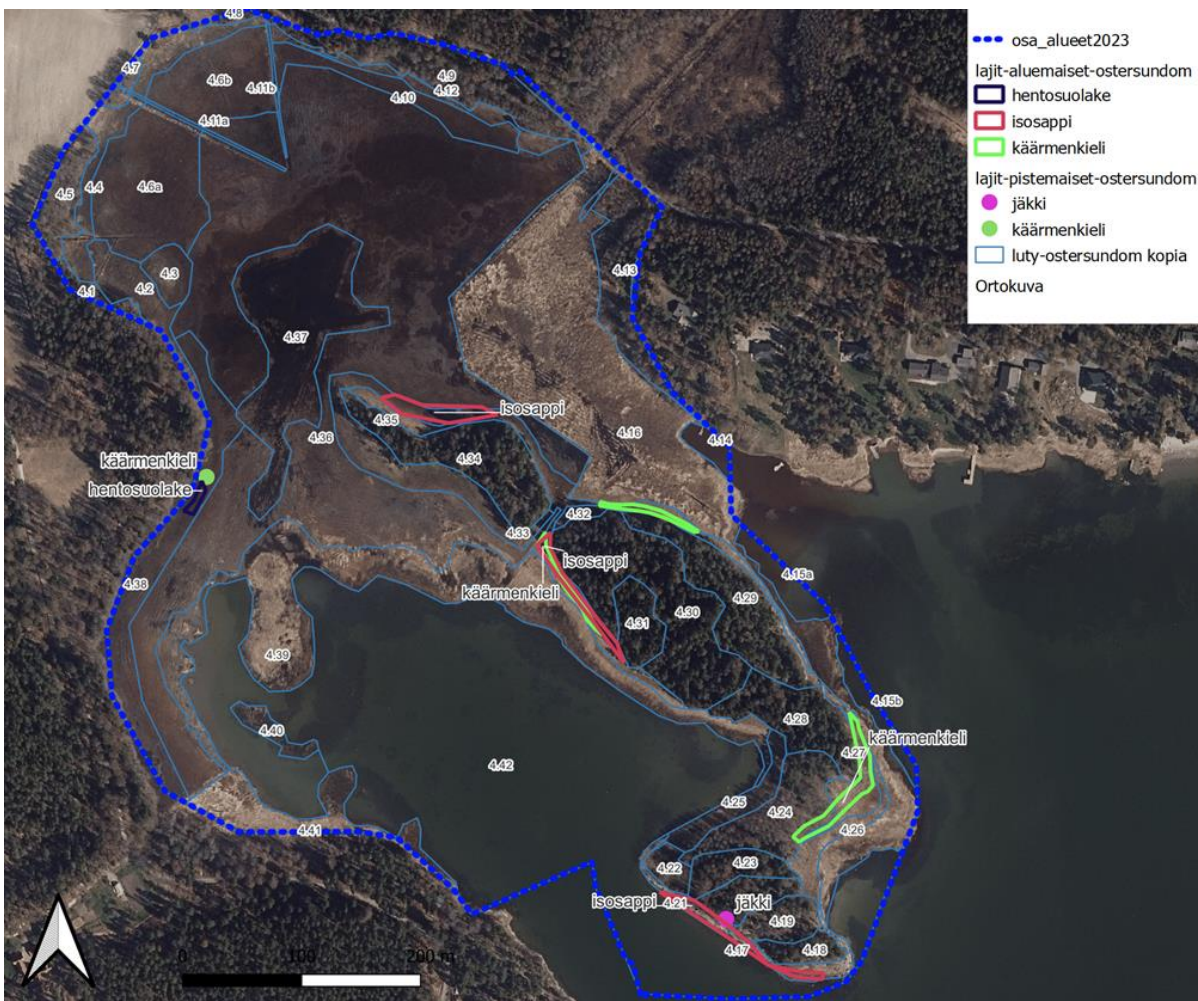 osa_alueet2023
lajit-aluemaiset-ostersundom
hentosuolake
isosappi
käärmenkieli
lajit-pistemaiset-ostersundom
jäkki
käärmenkieli
luty-ostersundom kopia
Ortokuva
4.8
4.7
4.6b
4.11b
4.9
4.12
4.10
4.11a
4.5
4.4
4.6a
4.3
4.2
4.1
4.13
4.37
isosappi
4.35
4.36
4.16
4.14
4.34
käärmenkieli
hentosuolake
4.33
4.32
isosappi
käärmenkieli
4.38
4.15a
4.29
4.30
4.31
4.39
4.15b
4.28
4.40
käärmenkieli
4.27
4.42
4.25
4.24
4.26
4.41
4.22
4.23
isosappi
4.21
jäkki
4.19
4.17
4.18
0 100 200 m